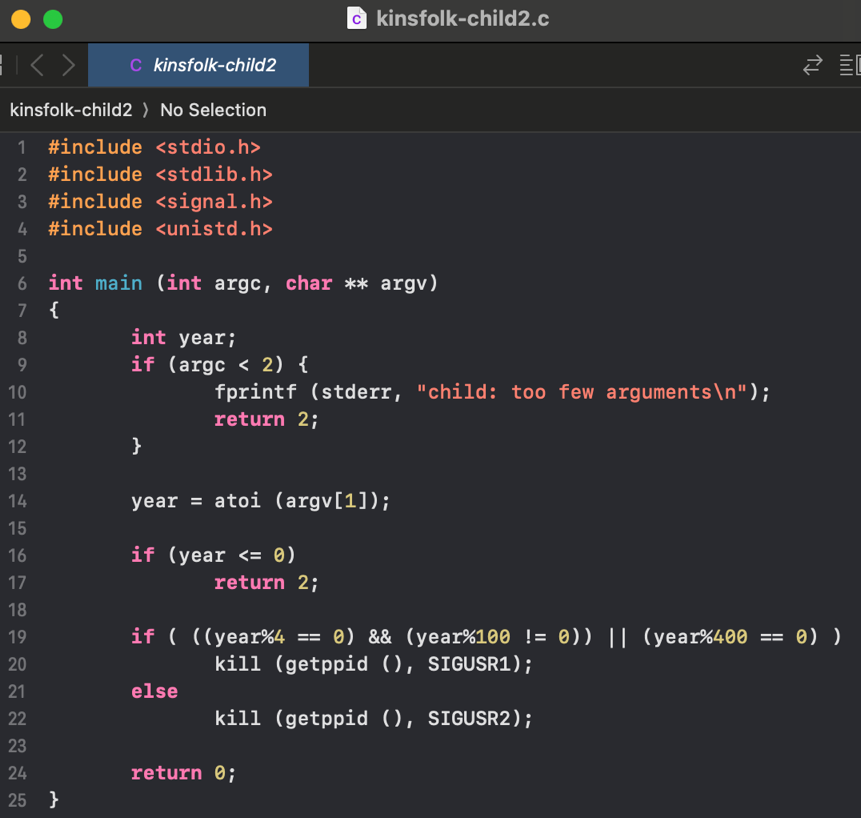 kinsfolk-child2.c
kinsfolk-child2
kinsfolk-child2 〉 No Selection
1 #include <stdio.h>
2 #include <stdlib.h>
3 #include <signal.h>
4 #include <unistd.h>
5
6 int main (int argc, char ** argv)
7 {
8         int year;
9         if (argc < 2) {
10                 fprintf (stderr, "child: too few arguments\n");
11                 return 2;
12         }
13
14         year = atoi (argv[1]);
15
16         if (year <= 0)
17                 return 2;
18
19         if ( ((year%4 == 0) && (year%100 != 0)) || (year%400 == 0) )
20                 kill (getppid (), SIGUSR1);
21         else
22                 kill (getppid (), SIGUSR2);
23
24         return 0;
25 }